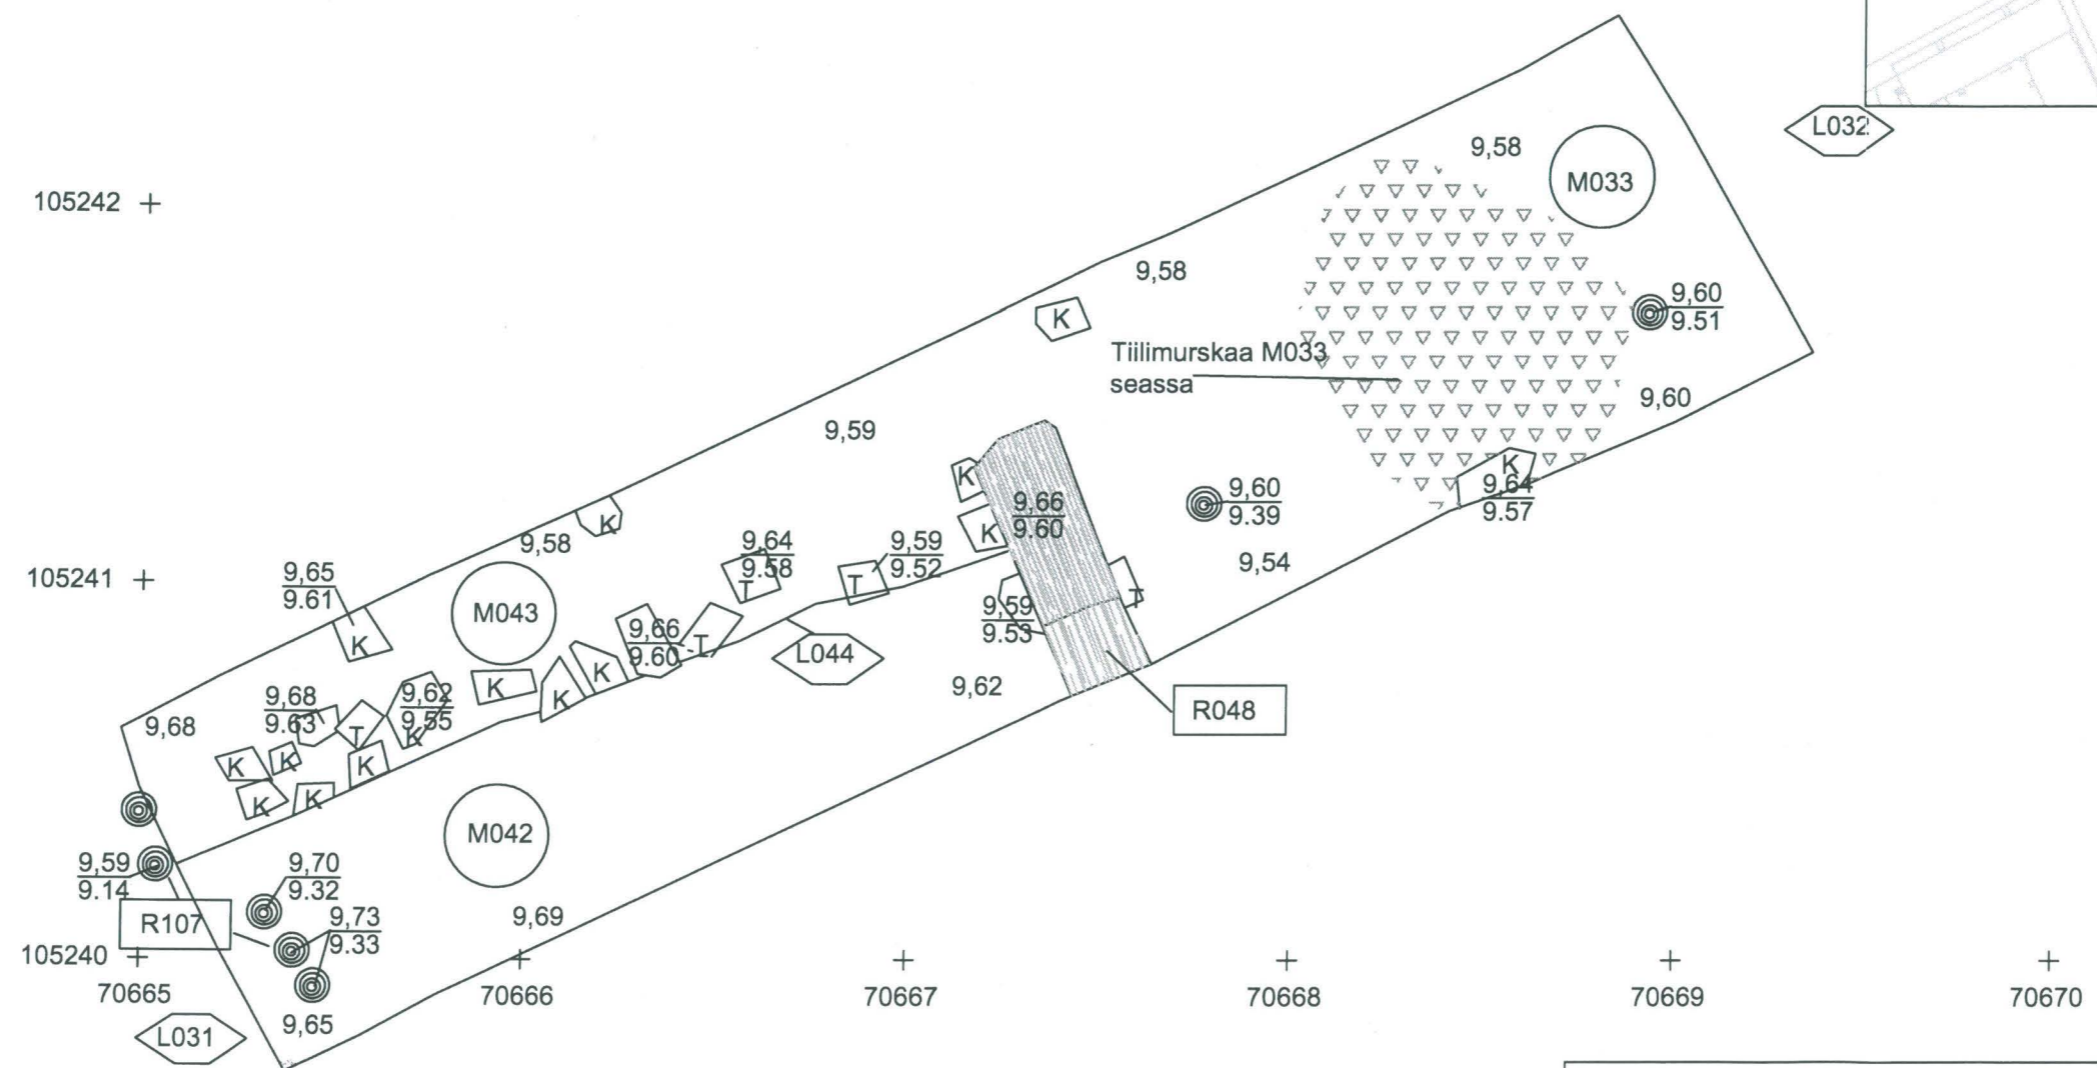 L032
9,58
M033
105242
9,58
K
9,60
9.51
Tiilimurskaa M033
seassa
9,60
9,59
K
K
9,64
9.57
9,66
9.60
K
9,60
9.39
K
9,58
9,64
9.58
T
9,59
9.52
T
9,54
105241
9,65
9.61
K
M043
9,59
9.53
T
9,66
9.60
T
L044
K
K
K
9,62
R048
9,68
9,68
9.63
T
9,62
9.55
K
K
K
K
K
K
M042
9,59
9.14
9,70
9.32
R107
9,73
9.33
9,69
105240
70665
70666
70667
70668
70669
70670
L031
9,65